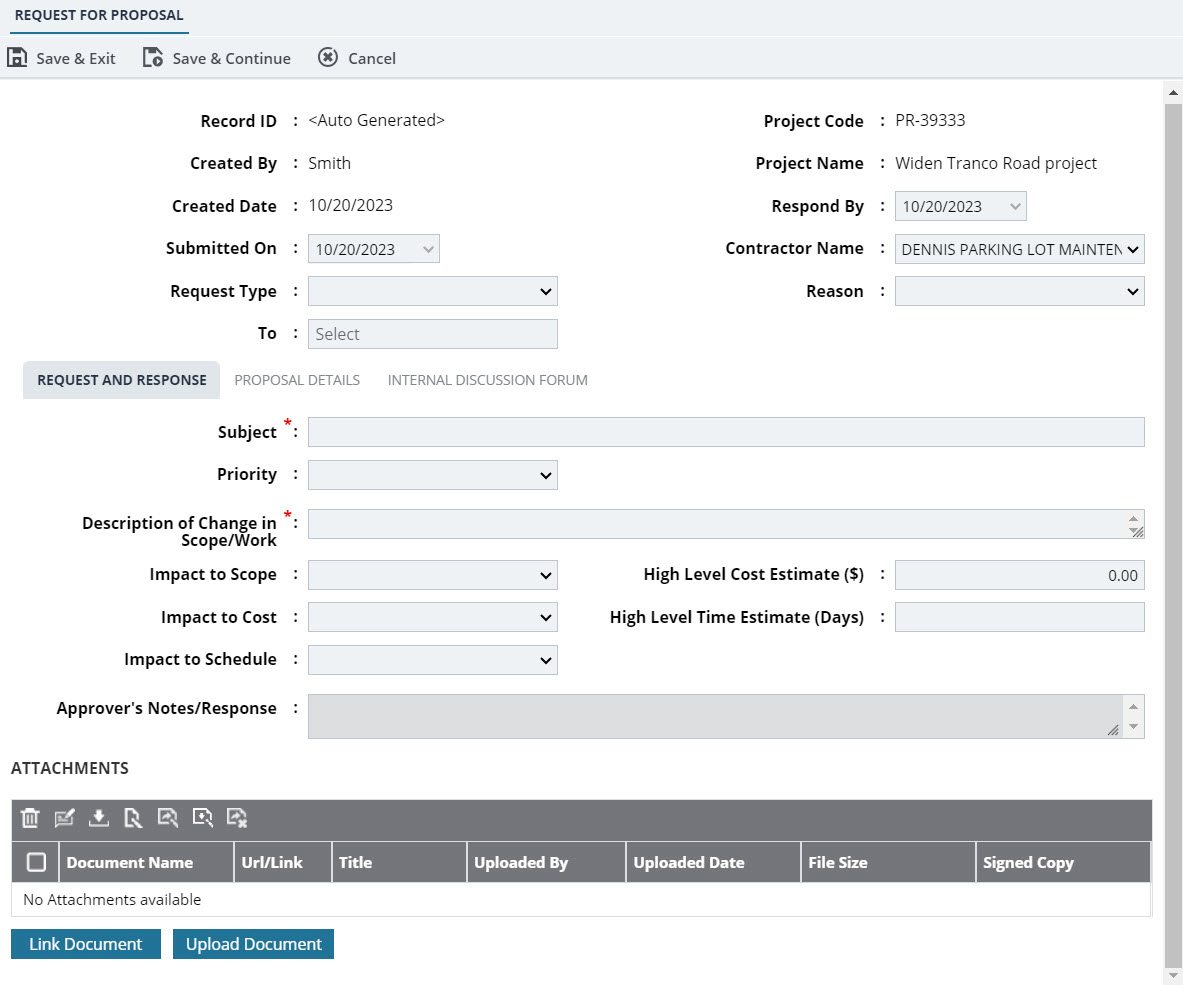 REQUEST FOR PROPOSAL
Save & Exit Save & Continue Cancel
Record ID : <Auto Generated> Project Code : PR-39333
Created By : Smith Project Name : Widen Tranco Road project
Created Date : 10/20/2023 Respond By : 10/20/2023
Submitted On : 10/20/2023 Contractor Name : DENNIS PARKING LOT MAINTEN
Request Type : Reason :
To : Select
REQUEST AND RESPONSE PROPOSAL DETAILS INTERNAL DISCUSSION FORUM
Subject * :
Priority :
Description of Change in * :
Scope/Work
Impact to Scope : High Level Cost Estimate ($) : 0.00
Impact to Cost : High Level Time Estimate (Days) :
Impact to Schedule :
Approver's Notes/Response :
ATTACHMENTS
Document Name Url/Link Title Uploaded By Uploaded Date File Size Signed Copy
No Attachments available
Link Document Upload Document